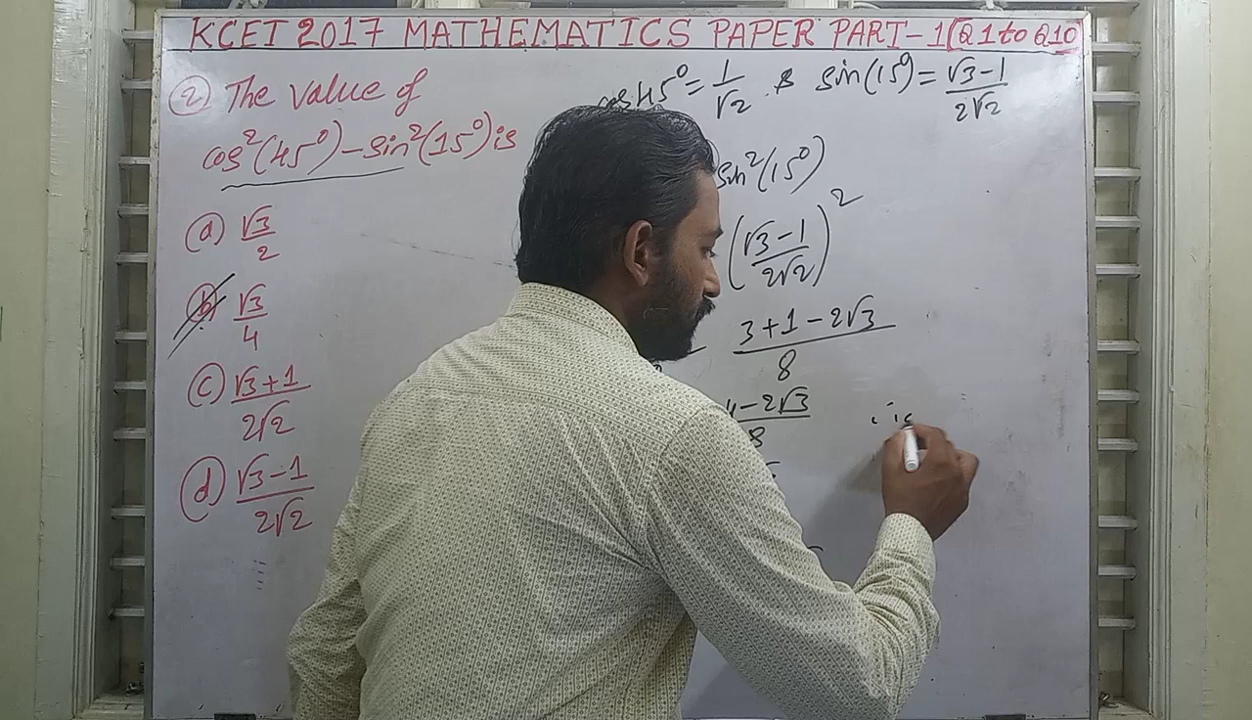 KCET 2017 MATHEMATICS PAPER PART-1 (Q1 to Q10
② The value of
cos²(45°)-sin²(15°) is
ⓐ √3/2
ⓑ √3/4
ⓒ √3+1/2√2
ⓓ √3-1/2√2
cos 45° = 1/√2 & sin(15°) = √3-1/2√2
sin²(15°)
(√3-1/2√2)²
3+1-2√3/8
4-2√3/8